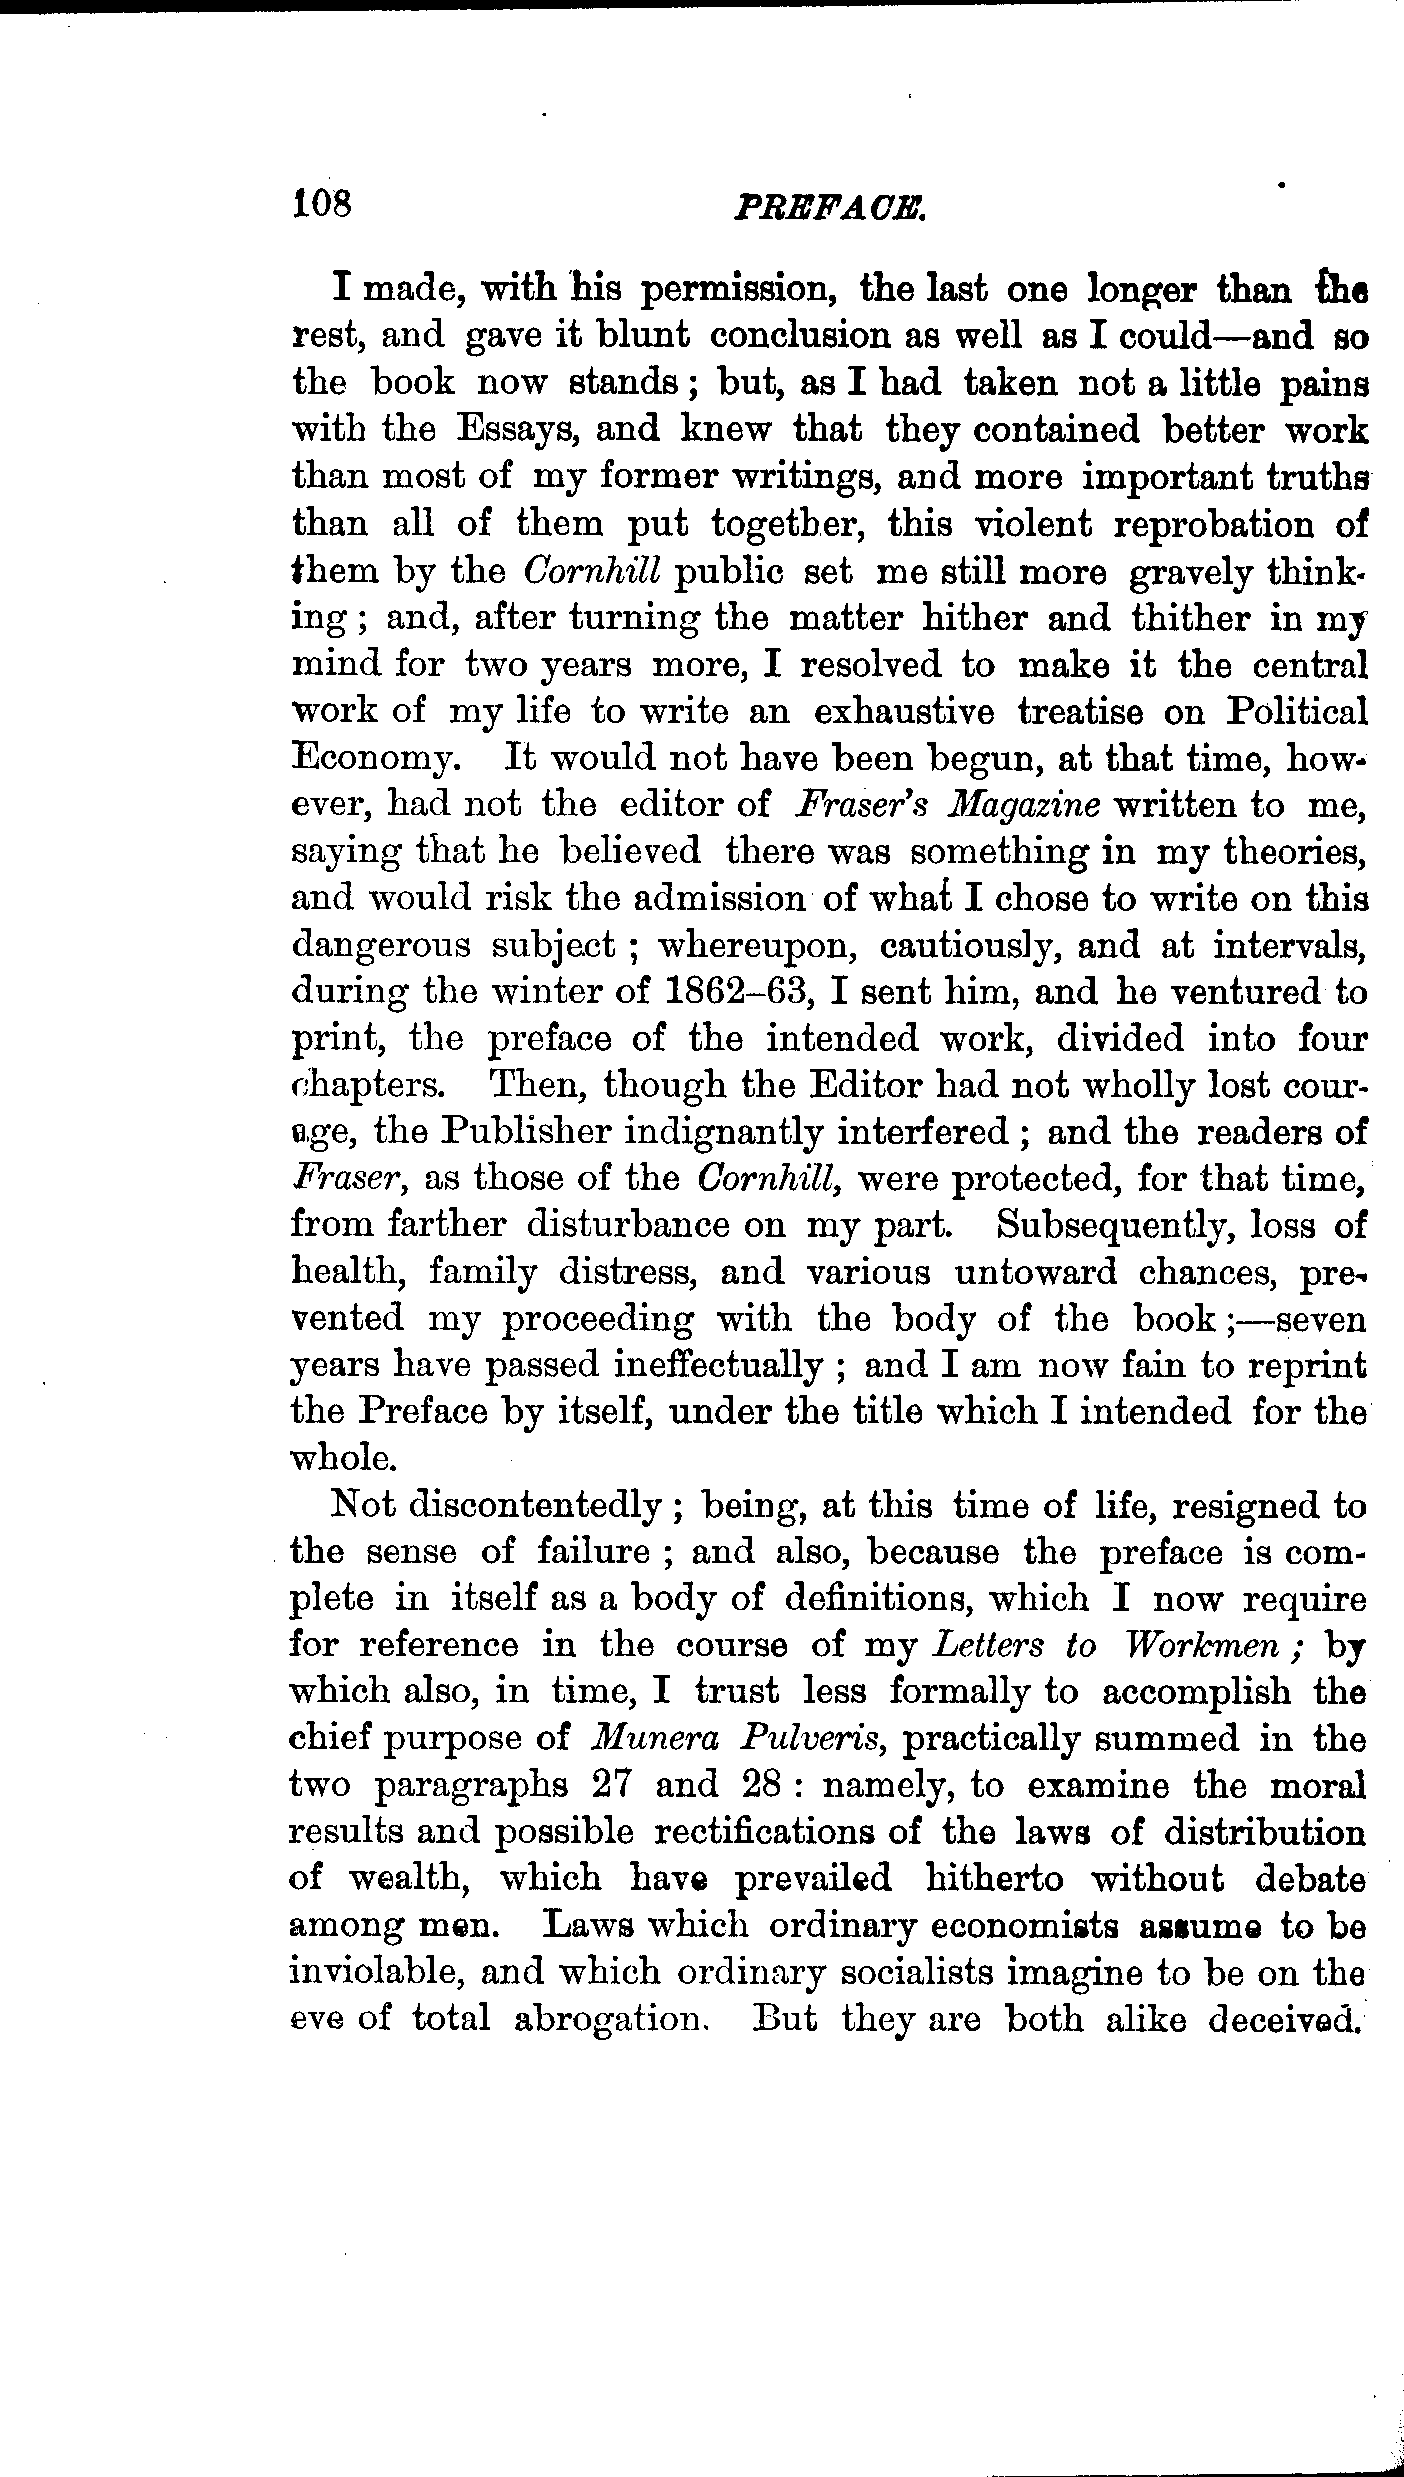 108 PREFACE.
I made, with his permission, the last one longer than the
rest, and gave it blunt conclusion as well as I could—and so
the book now stands; but, as I had taken not a little pains
with the Essays, and knew that they contained better work
than most of my former writings, and more important truths
than all of them put together, this violent reprobation of
them by the Cornhill public set me still more gravely think-
ing; and, after turning the matter hither and thither in my
mind for two years more, I resolved to make it the central
work of my life to write an exhaustive treatise on Political
Economy. It would not have been begun, at that time, how-
ever, had not the editor of Fraser's Magazine written to me,
saying that he believed there was something in my theories,
and would risk the admission of what I chose to write on this
dangerous subject; whereupon, cautiously, and at intervals,
during the winter of 1862–63, I sent him, and he ventured to
print, the preface of the intended work, divided into four
chapters. Then, though the Editor had not wholly lost cour-
age, the Publisher indignantly interfered; and the readers of
Fraser, as those of the Cornhill, were protected, for that time,
from farther disturbance on my part. Subsequently, loss of
health, family distress, and various untoward chances, pre-
vented my proceeding with the body of the book;—seven
years have passed ineffectually; and I am now fain to reprint
the Preface by itself, under the title which I intended for the
whole.
Not discontentedly; being, at this time of life, resigned to
the sense of failure; and also, because the preface is com-
plete in itself as a body of definitions, which I now require
for reference in the course of my Letters to Workmen; by
which also, in time, I trust less formally to accomplish the
chief purpose of Munera Pulveris, practically summed in the
two paragraphs 27 and 28: namely, to examine the moral
results and possible rectifications of the laws of distribution
of wealth, which have prevailed hitherto without debate
among men. Laws which ordinary economists assume to be
inviolable, and which ordinary socialists imagine to be on the
eve of total abrogation. But they are both alike deceived.